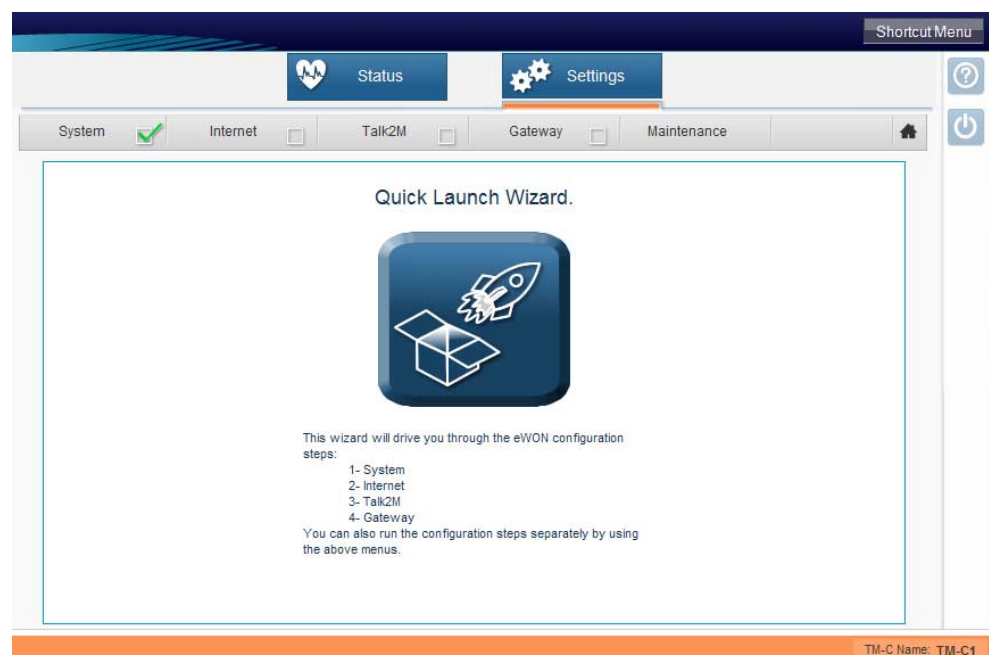 Shortcut Menu
Status
Settings
System
Internet
Talk2M
Gateway
Maintenance
Quick Launch Wizard.
This wizard will drive you through the eWON configuration
steps:
1- System
2- Internet
3- Talk2M
4- Gateway
You can also run the configuration steps separately by using
the above menus.
TM-C Name: TM-C1